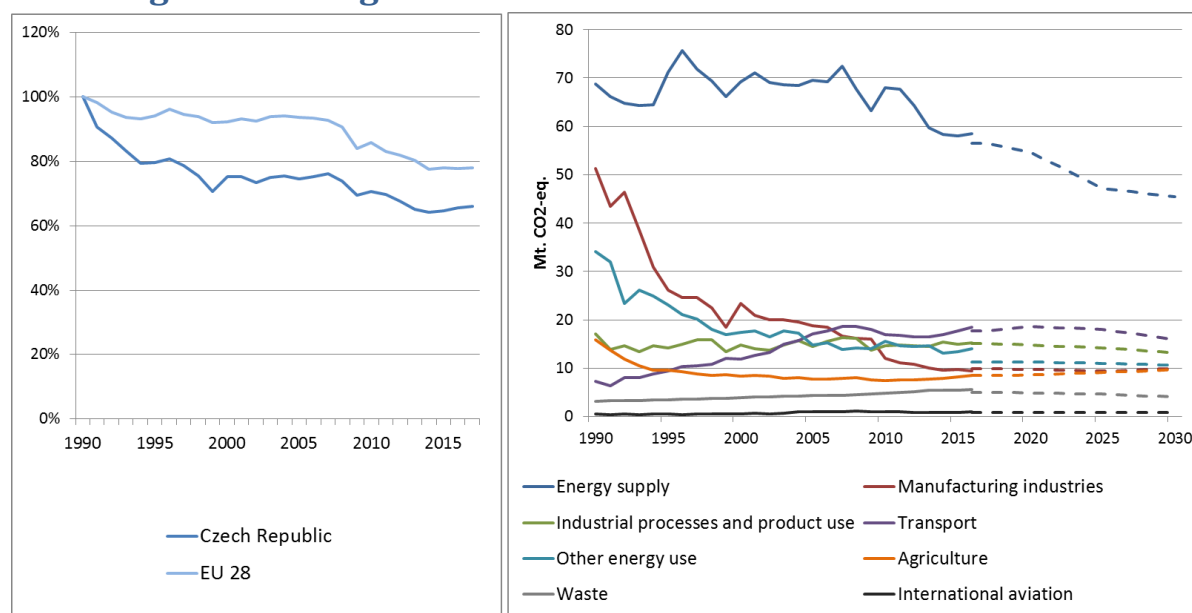 120%
100%
80%
60%
40%
20%
0%
1990 1995 2000 2005 2010 2015
Czech Republic
EU 28
80
70
60
50
40
30
20
10
0
Mt. CO2-eq.
1990 1995 2000 2005 2010 2015 2020 2025 2030
Energy supply Manufacturing industries
Industrial processes and product use Transport
Other energy use Agriculture
Waste International aviation